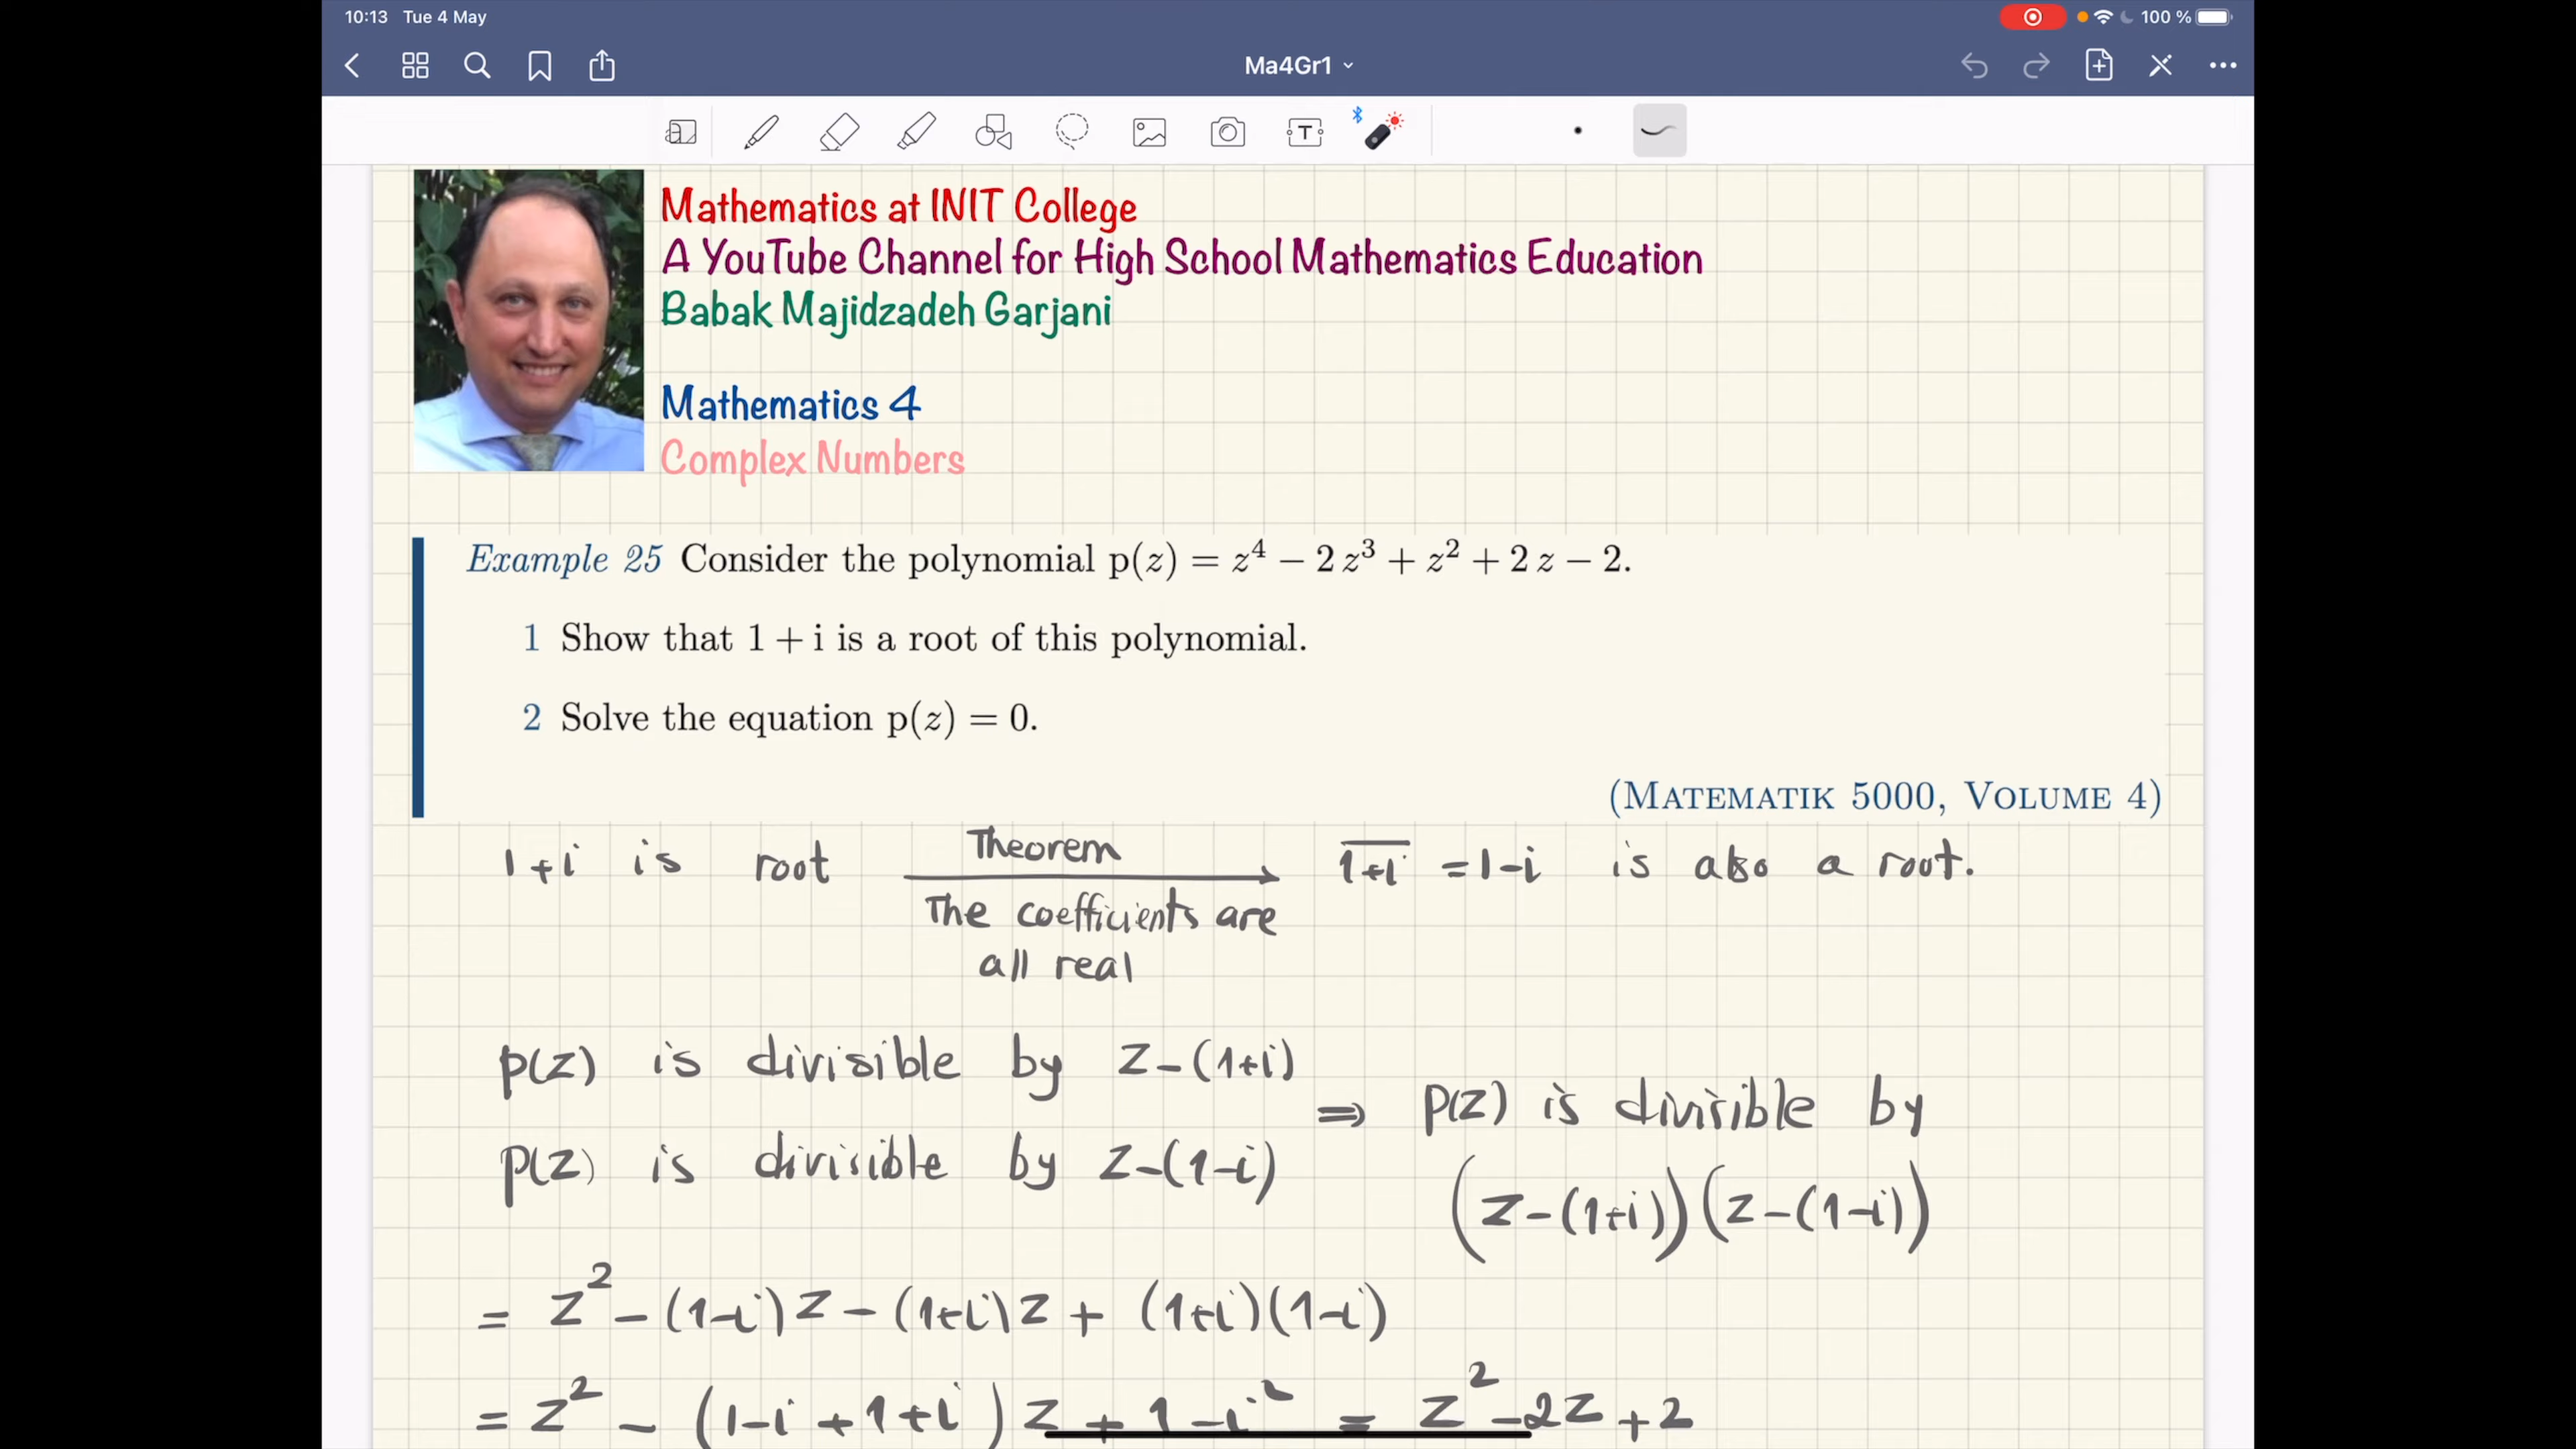 10:13 Tue 4 May
100 %
Ma4Gr1
a
T
Mathematics at INIT College
A YouTube Channel for High School Mathematics Education
Babak Majidzadeh Garjani
Mathematics 4
Complex Numbers
Example 25 Consider the polynomial p(z) = z⁴ − 2 z³ + z² + 2 z − 2.
1 Show that 1 + i is a root of this polynomial.
2 Solve the equation p(z) = 0.
(MATEMATIK 5000, VOLUME 4)
1+i is root Theorem → \overline{1+i} = 1-i is also a root.
The coefficients are
all real
p(z) is divisible by z-(1+i)
⇒ p(z) is divisible by
p(z) is divisible by z-(1-i)
(z-(1+i))(z-(1-i))
= z² - (1-i)z - (1+i)z + (1+i)(1-i)
= z² - (1-i+1+i)z + 1-i² = z²-2z+2